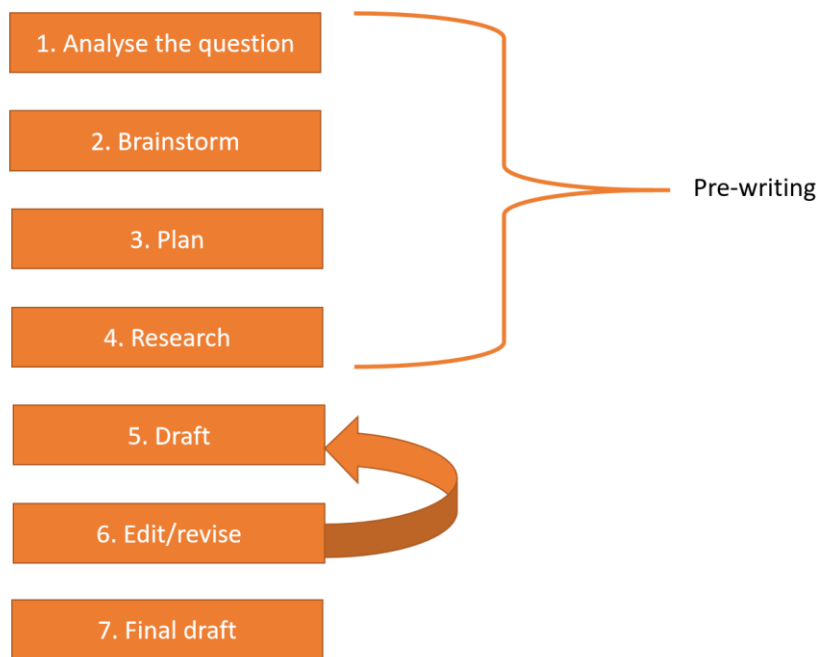 1. Analyse the question
2. Brainstorm
Pre-writing
3. Plan
4. Research
5. Draft
6. Edit/revise
7. Final draft